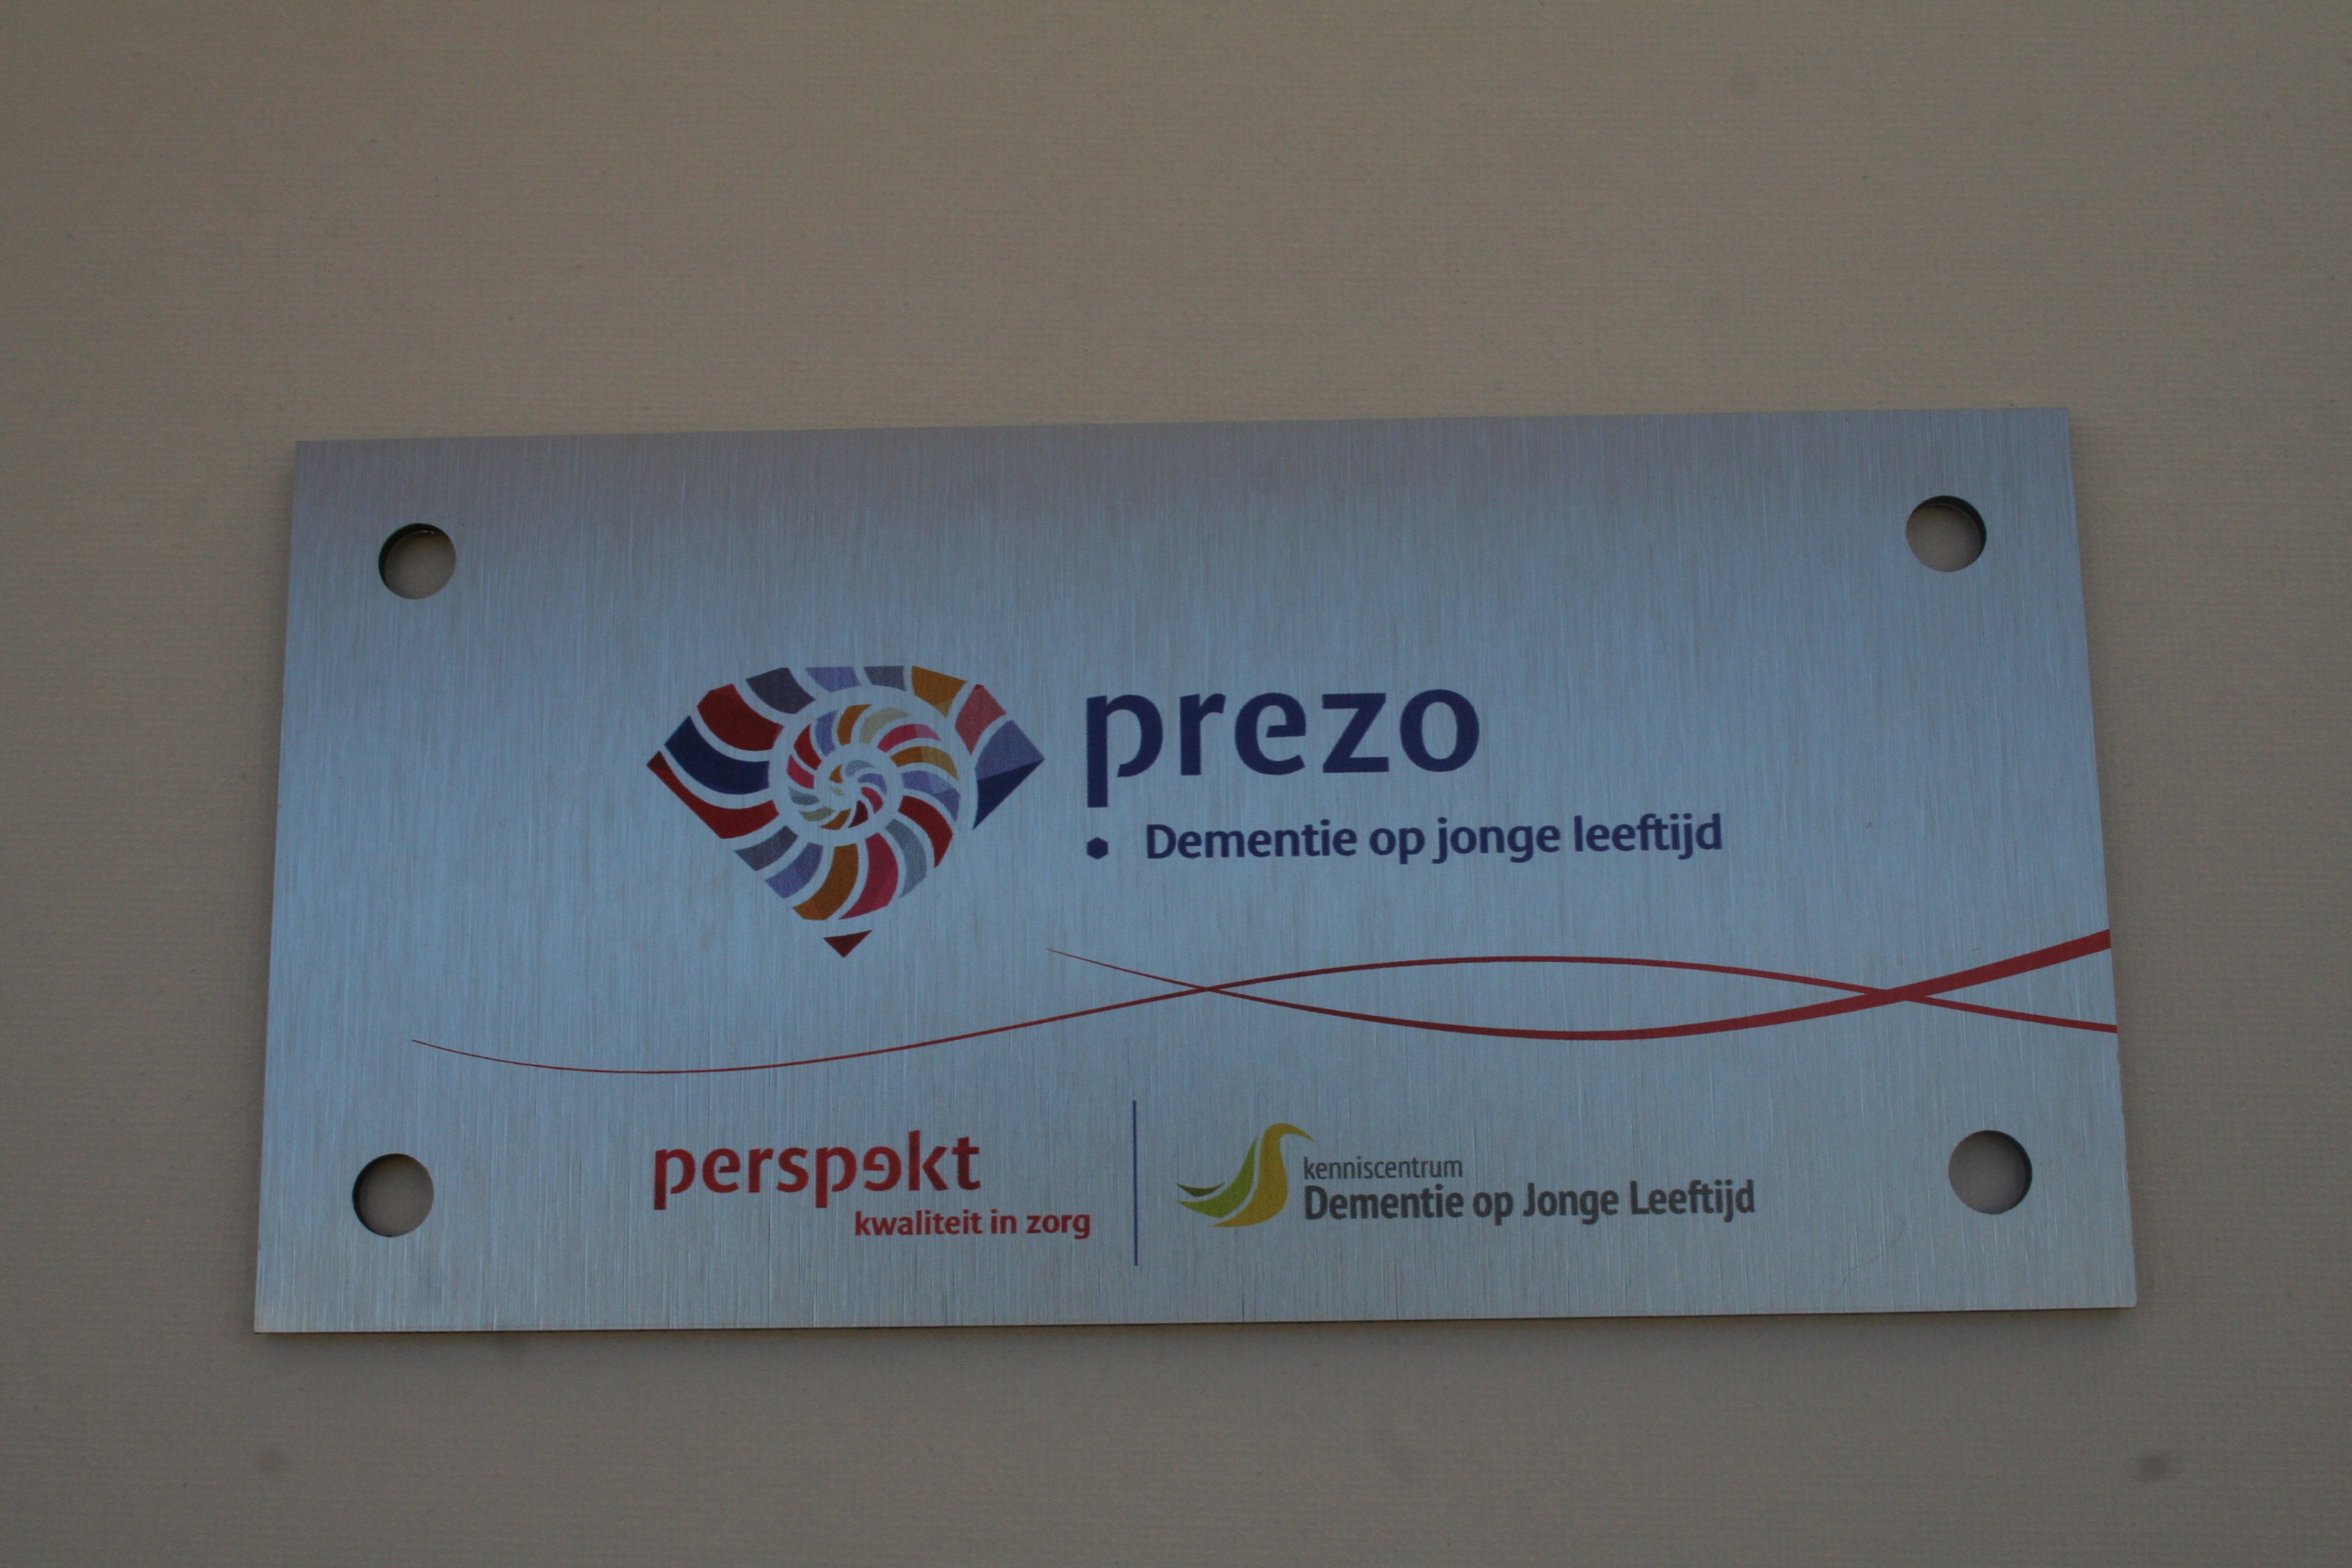 prezo
• Dementie op jonge leeftijd
perspekt
kwaliteit in zorg
kenniscentrum
Dementie op Jonge Leeftijd